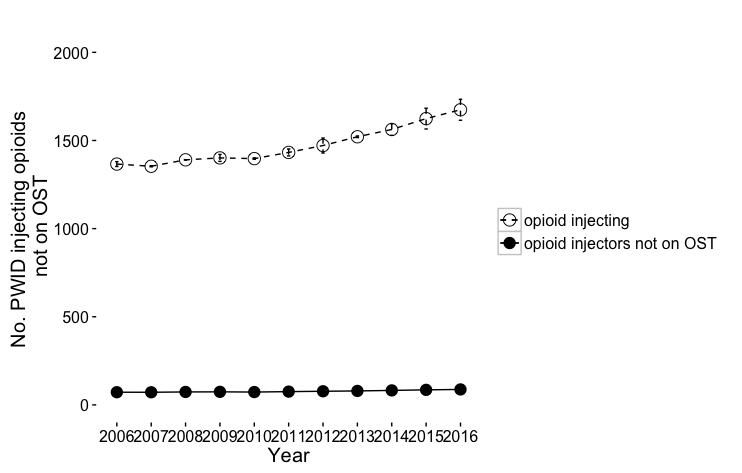 2000
1500
1000
500
0
No. PWID injecting opioids
not on OST
2006 2007 2008 2009 2010 2011 2012 2013 2014 2015 2016
Year
opioid injecting
opioid injectors not on OST